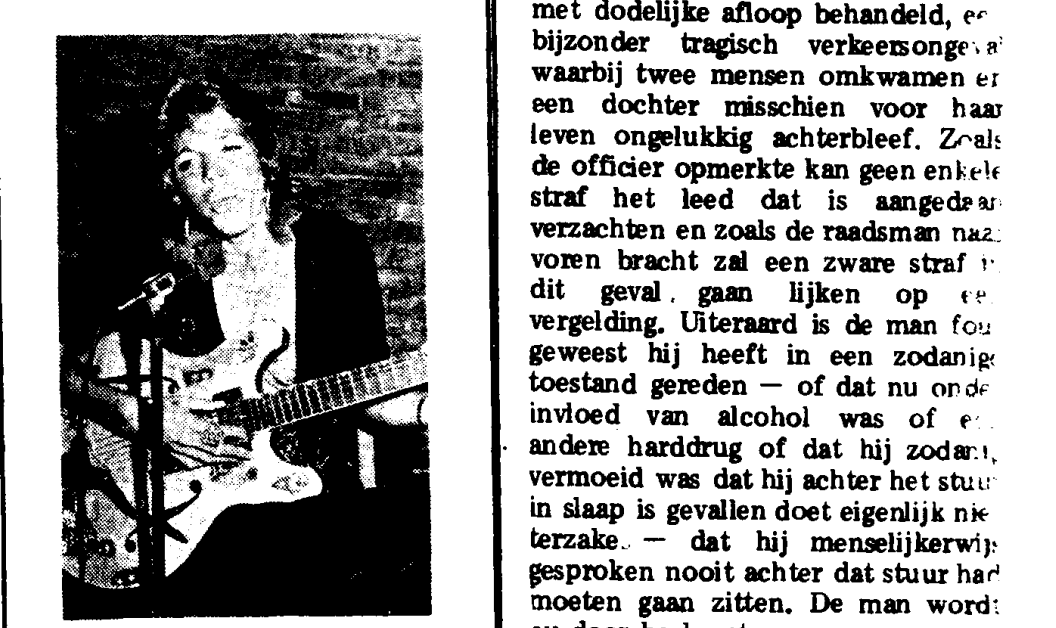 met dodelijke afloop behandeld,
bijzonder tragisch
waarbij twee mensen omkwamen
een dochter misschien voor haar
leven ongelukkig achterbleef. Zoals
de officier opmerkte kan geen enkele
straf het leed dat is
verzachten en zoals de raadsman
voren bracht zal een zware straf
dit geval gaan lijken op
vergelding. Uiteraard is de man
geweest hij heeft in een
toestand gereden — of dat nu
invloed van alcohol was of
andere harddrug of dat hij
vermoeid was dat hij achter het
in slaap is gevallen doet eigenlijk
terzake. — dat hij
gesproken nooit achter dat stuur had
moeten gaan zitten. De man wordt